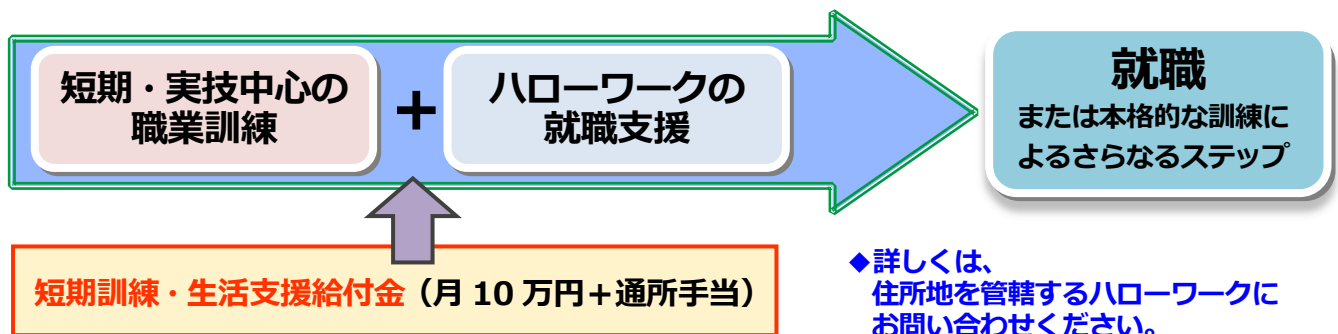 短期・実技中心の
職業訓練
+
ハローワークの
就職支援
就職
または本格的な訓練に
よるさらなるステップ
短期訓練・生活支援給付金（月 10 万円＋通所手当）
◆詳しくは、
住所地を管轄するハローワークに
お問い合わせください。